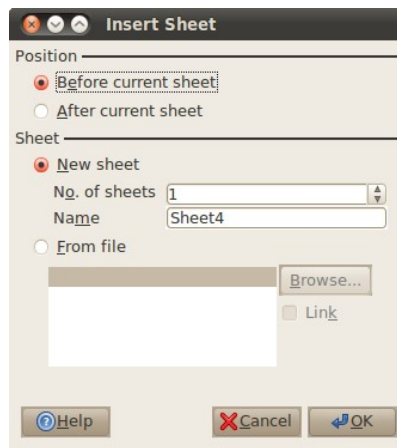 Insert Sheet
Position
Before current sheet
After current sheet
Sheet
New sheet
No. of sheets 1
Name Sheet4
From file
Browse...
Link
Help Cancel OK